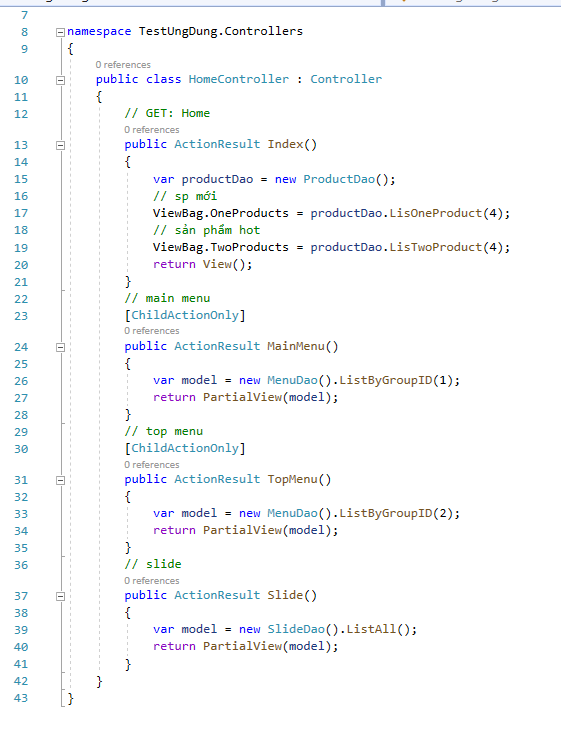 7
8 namespace TestUngDung.Controllers
9 {
0 references
10 public class HomeController : Controller
11 {
12 // GET: Home
0 references
13 public ActionResult Index()
14 {
15 var productDao = new ProductDao();
16 // sp mới
17 ViewBag.OneProducts = productDao.LisOneProduct(4);
18 // sản phẩm hot
19 ViewBag.TwoProducts = productDao.LisTwoProduct(4);
20 return View();
21 }
22 // main menu
23 [ChildActionOnly]
0 references
24 public ActionResult MainMenu()
25 {
26 var model = new MenuDao().ListByGroupID(1);
27 return PartialView(model);
28 }
29 // top menu
30 [ChildActionOnly]
0 references
31 public ActionResult TopMenu()
32 {
33 var model = new MenuDao().ListByGroupID(2);
34 return PartialView(model);
35 }
36 // slide
0 references
37 public ActionResult Slide()
38 {
39 var model = new SlideDao().ListAll();
40 return PartialView(model);
41 }
42 }
43 }